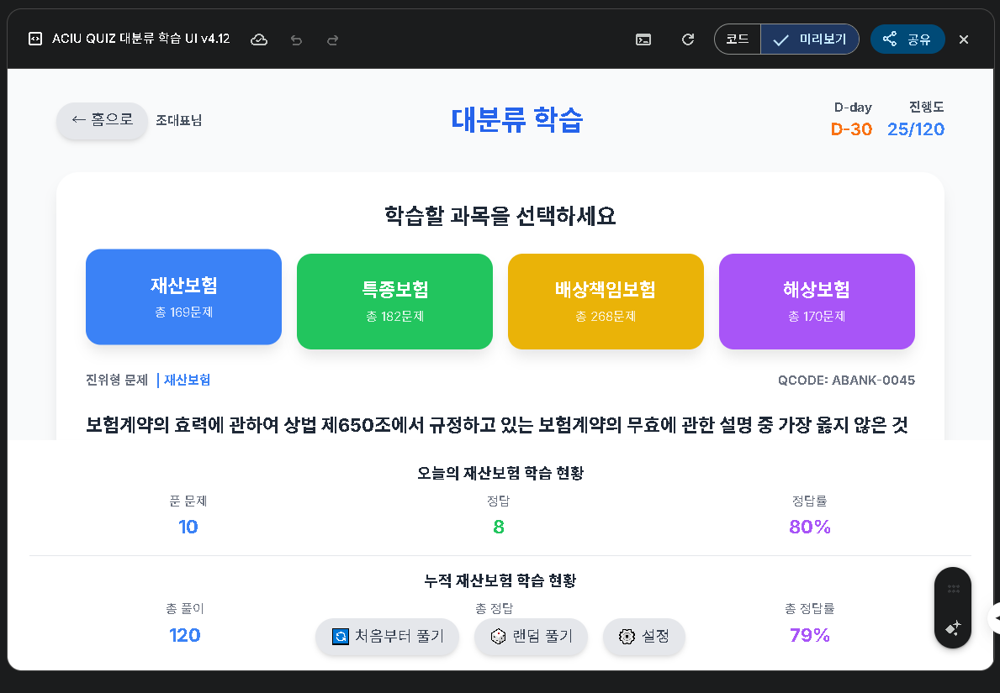 ACIU QUIZ 대분류 학습 UI v4.12
코드
미리보기
공유
← 홈으로
조대표님
대분류 학습
D-day
D-30
진행도
25/120
학습할 과목을 선택하세요
재산보험
총 169문제
특종보험
총 182문제
배상책임보험
총 268문제
해상보험
총 170문제
진위형 문제 | 재산보험
QCODE: ABANK-0045
보험계약의 효력에 관하여 상법 제650조에서 규정하고 있는 보험계약의 무효에 관한 설명 중 가장 옳지 않은 것
오늘의 재산보험 학습 현황
푼 문제
10
정답
8
정답률
80%
누적 재산보험 학습 현황
총 풀이
120
총 정답
총 정답률
79%
처음부터 풀기
랜덤 풀기
설정